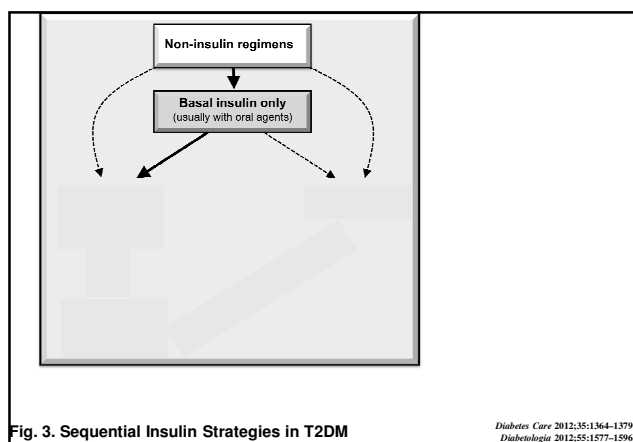 Non-insulin regimens
Basal insulin only
(usually with oral agents)
Fig. 3. Sequential Insulin Strategies in T2DM
Diabetes Care 2012;35:1364–1379
Diabetologia 2012;55:1577–1596